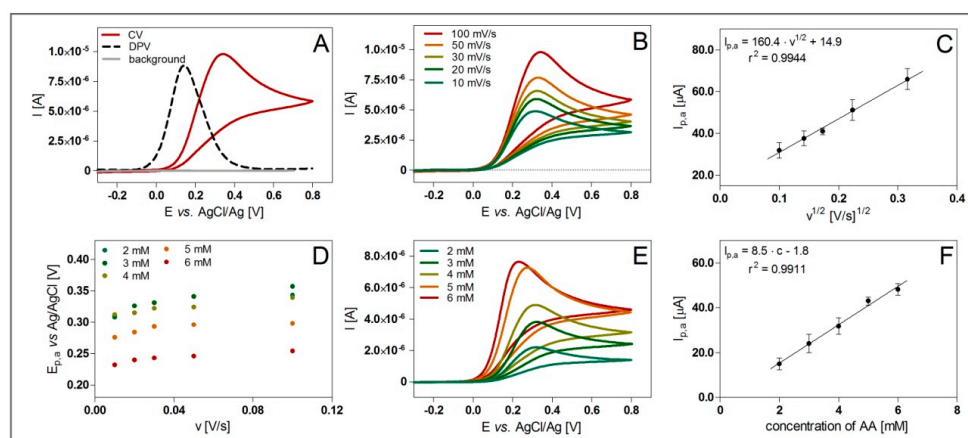 A
CV
DPV
background
1.0×10⁻⁵
7.5×10⁻⁶
5.0×10⁻⁶
2.5×10⁻⁶
0
I [A]
-0.2 0.0 0.2 0.4 0.6 0.8
E vs. AgCl/Ag [V]
B
100 mV/s
50 mV/s
30 mV/s
20 mV/s
10 mV/s
1.0×10⁻⁵
7.5×10⁻⁶
5.0×10⁻⁶
2.5×10⁻⁶
0
I [A]
-0.2 0.0 0.2 0.4 0.6 0.8
E vs. AgCl/Ag [V]
C
Iₚ,ₐ = 160.4 · v¹/² + 14.9
r² = 0.9944
80.0
60.0
40.0
20.0
Iₚ,ₐ [µA]
0.0 0.1 0.2 0.3 0.4
v¹/² [V/s]¹/²
D
2 mM
3 mM
4 mM
5 mM
6 mM
0.40
0.35
0.30
0.25
0.20
Eₚ,ₐ vs Ag/AgCl [V]
0.00 0.04 0.08 0.12
v [V/s]
E
2 mM
3 mM
4 mM
5 mM
6 mM
8.0×10⁻⁶
6.0×10⁻⁶
4.0×10⁻⁶
2.0×10⁻⁶
0
I [A]
-0.2 0.0 0.2 0.4 0.6 0.8
E vs. AgCl/Ag [V]
F
Iₚ,ₐ = 8.5 · c - 1.8
r² = 0.9911
60.0
40.0
20.0
0.0
Iₚ,ₐ [µA]
0 2 4 6 8
concentration of AA [mM]